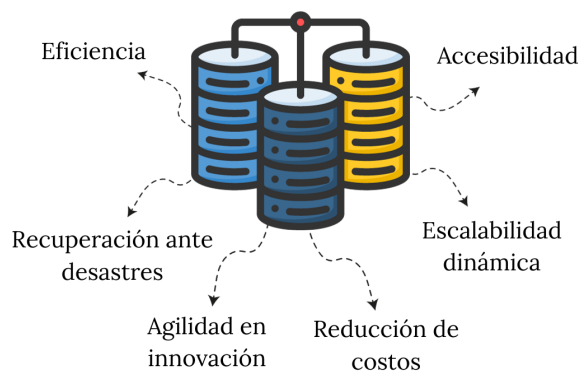 Eficiencia
Accesibilidad
Recuperación ante
desastres
Escalabilidad
dinámica
Agilidad en
innovación
Reducción de
costos